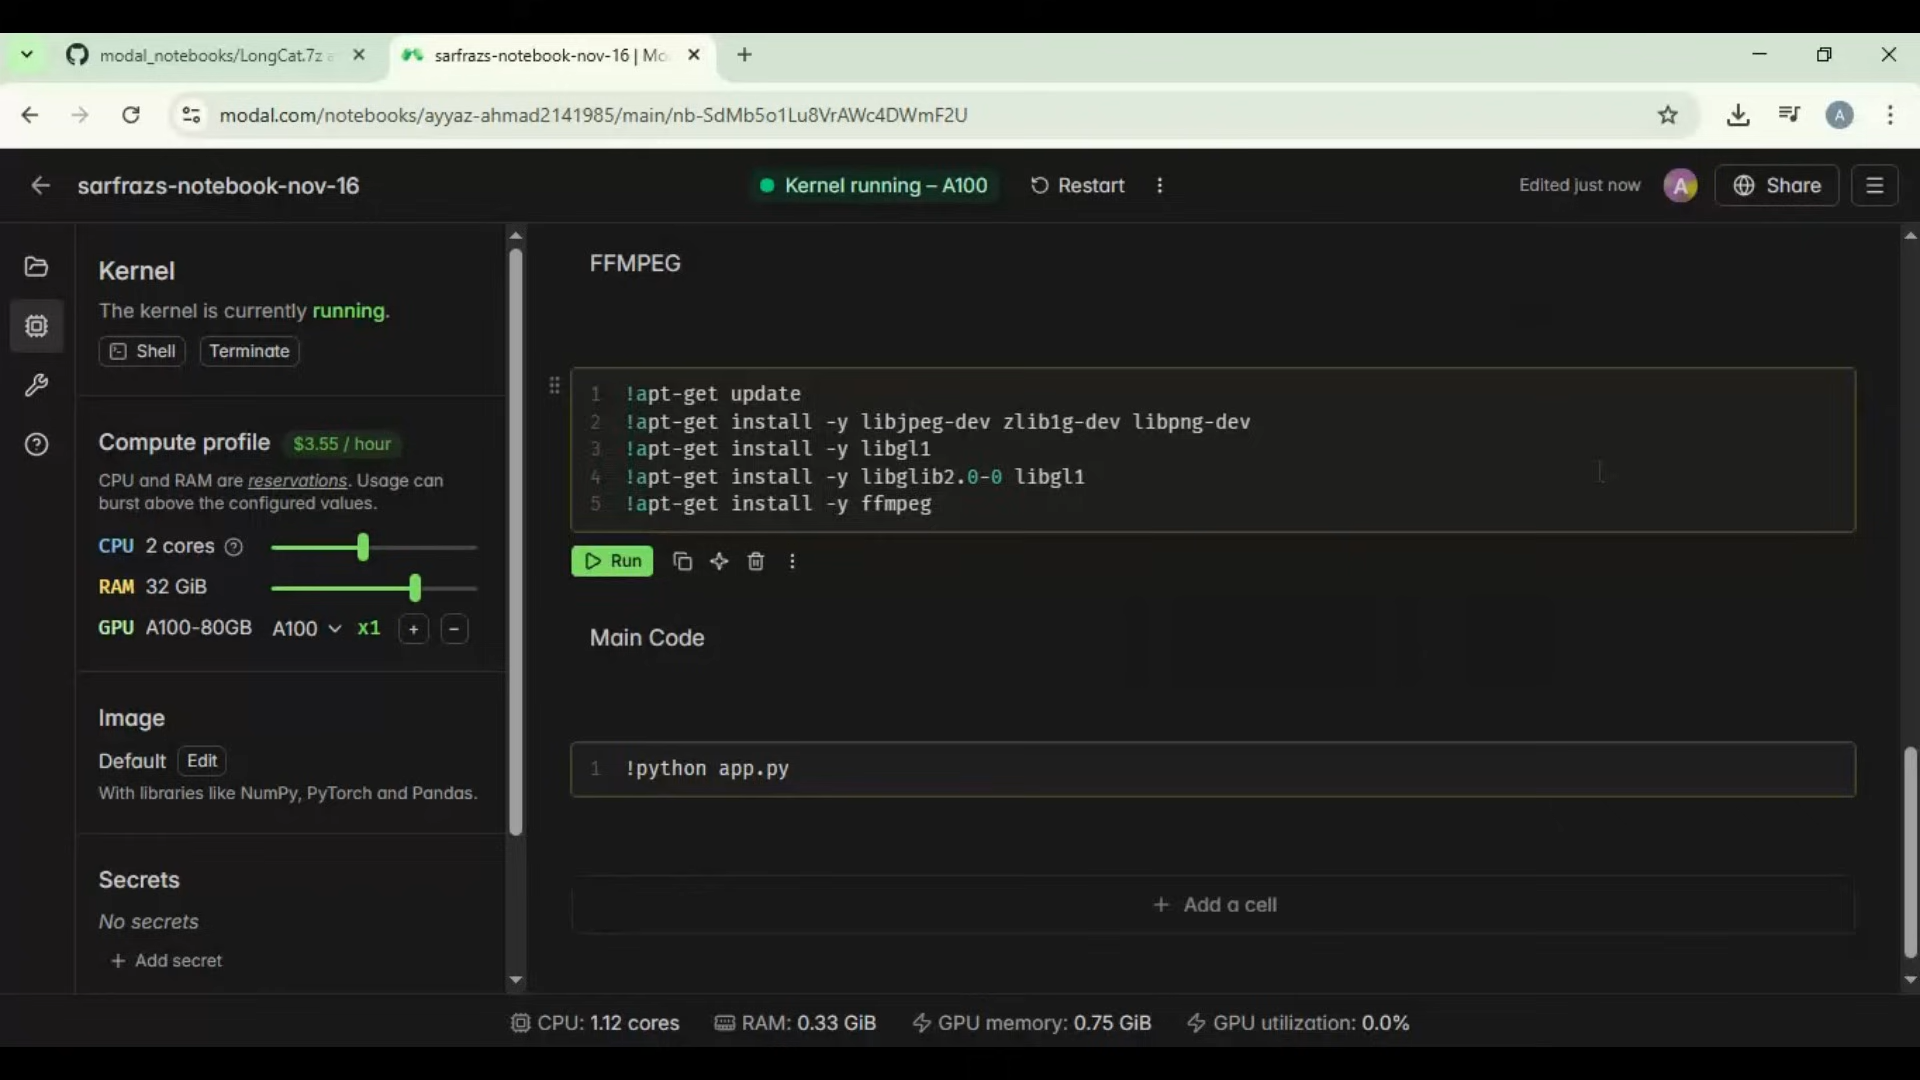 modal_notebooks/LongCat.7z a
sarfrazs-notebook-nov-16 | Mo
modal.com/notebooks/ayyaz-ahmad2141985/main/nb-SdMb5o1Lu8VrAWc4DWmF2U
A
sarfrazs-notebook-nov-16
Kernel running – A100
Restart
Edited just now
A
Share
Kernel
The kernel is currently running.
Shell
Terminate
Compute profile
$3.55 / hour
CPU and RAM are reservations. Usage can
burst above the configured values.
CPU 2 cores
RAM 32 GiB
GPU A100-80GB A100 x1 + -
Image
Default Edit
With libraries like NumPy, PyTorch and Pandas.
Secrets
No secrets
+ Add secret
FFMPEG
1 !apt-get update
2 !apt-get install -y libjpeg-dev zlib1g-dev libpng-dev
3 !apt-get install -y libgl1
4 !apt-get install -y libglib2.0-0 libgl1
5 !apt-get install -y ffmpeg
Run
Main Code
1 !python app.py
+ Add a cell
CPU: 1.12 cores
RAM: 0.33 GiB
GPU memory: 0.75 GiB
GPU utilization: 0.0%